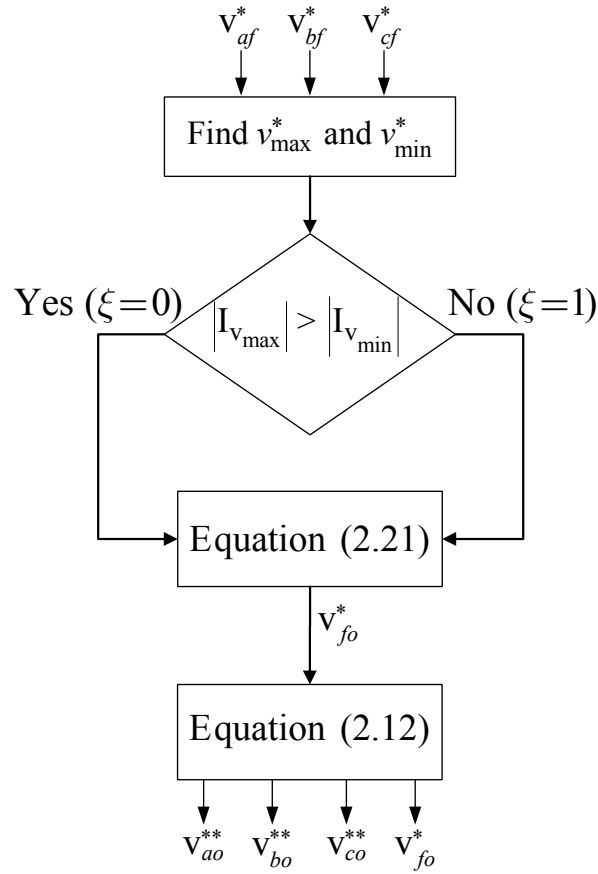 v*af v*bf v*cf
Find v*max and v*min
Yes (ξ=0) |Ivmax| > |Ivmin| No (ξ=1)
Equation (2.21)
v*fo
Equation (2.12)
v**ao v**bo v**co v*fo